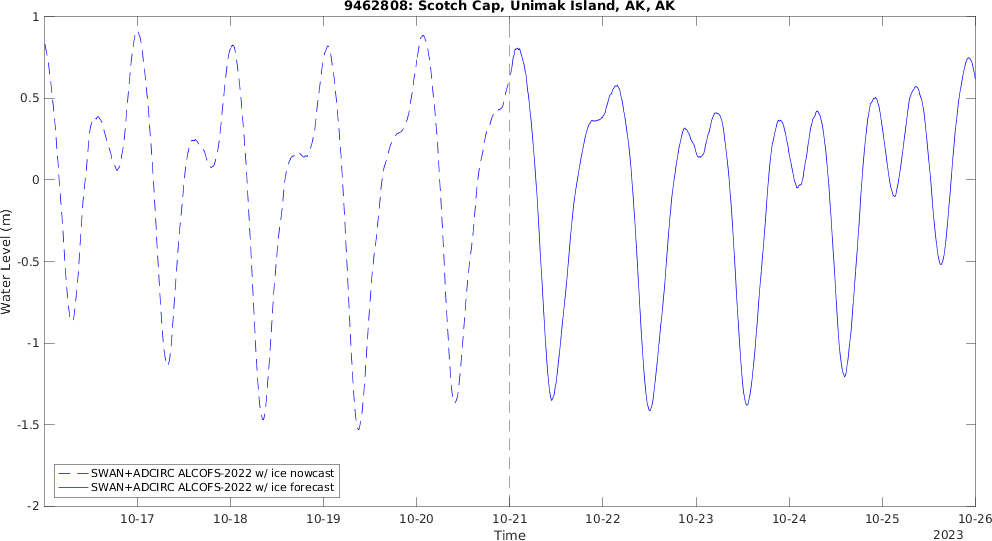 9462808: Scotch Cap, Unimak Island, AK, AK
Water Level (m)
1
0.5
0
-0.5
-1
-1.5
-2
SWAN+ADCIRC ALCOFS-2022 w/ ice nowcast
SWAN+ADCIRC ALCOFS-2022 w/ ice forecast
10-17 10-18 10-19 10-20 10-21 10-22 10-23 10-24 10-25 10-26
Time
2023